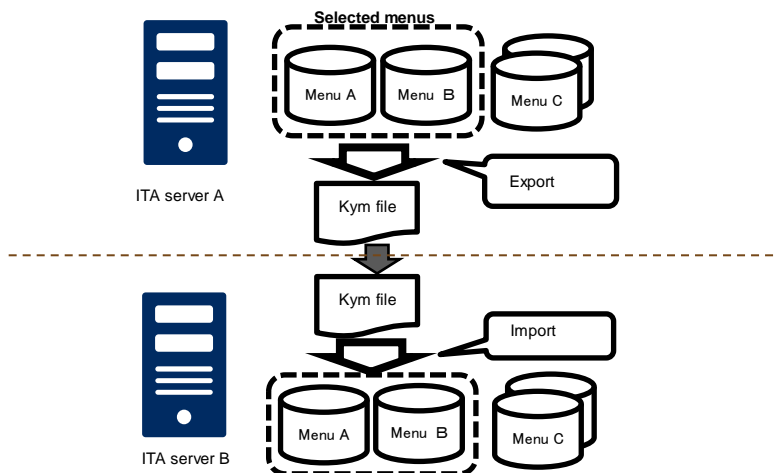 Selected menus
Menu A
Menu B
Menu C
Export
ITA server A
Kym file
Kym file
Import
Menu A
Menu B
Menu C
ITA server B